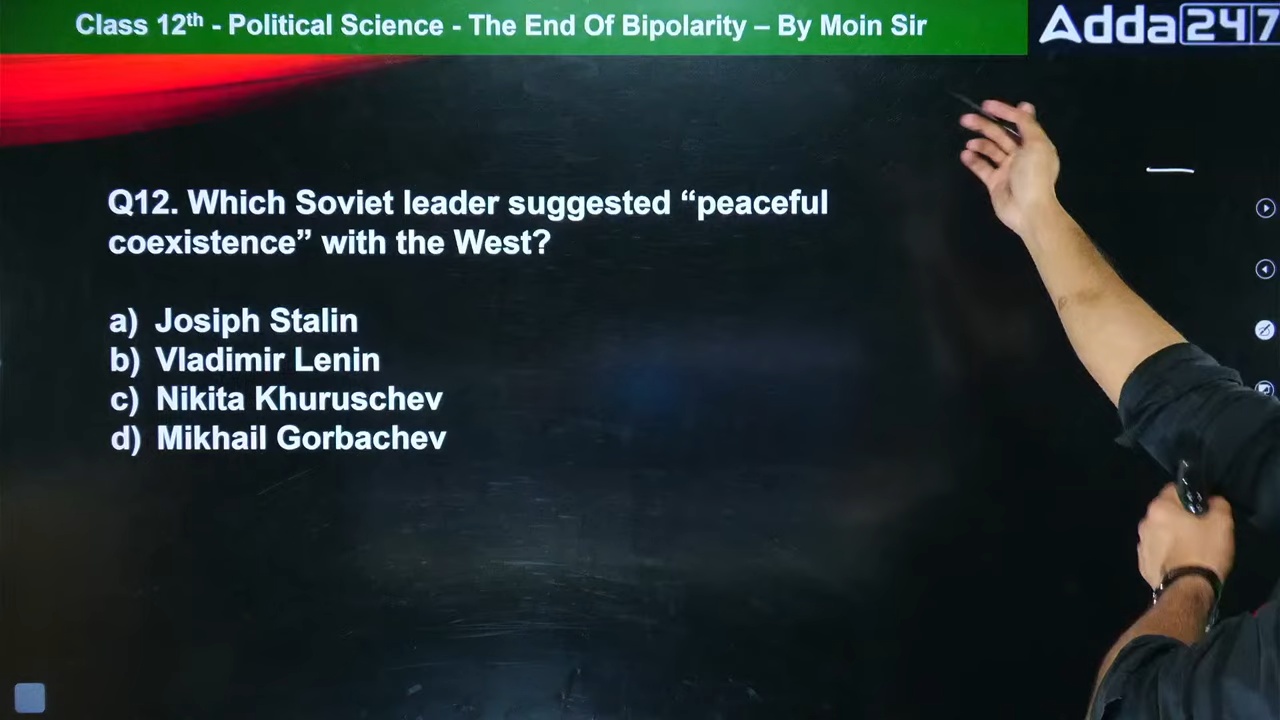 Class 12th - Political Science - The End Of Bipolarity – By Moin Sir
Adda247
Q12. Which Soviet leader suggested “peaceful
coexistence” with the West?
a) Josiph Stalin
b) Vladimir Lenin
c) Nikita Khuruschev
d) Mikhail Gorbachev